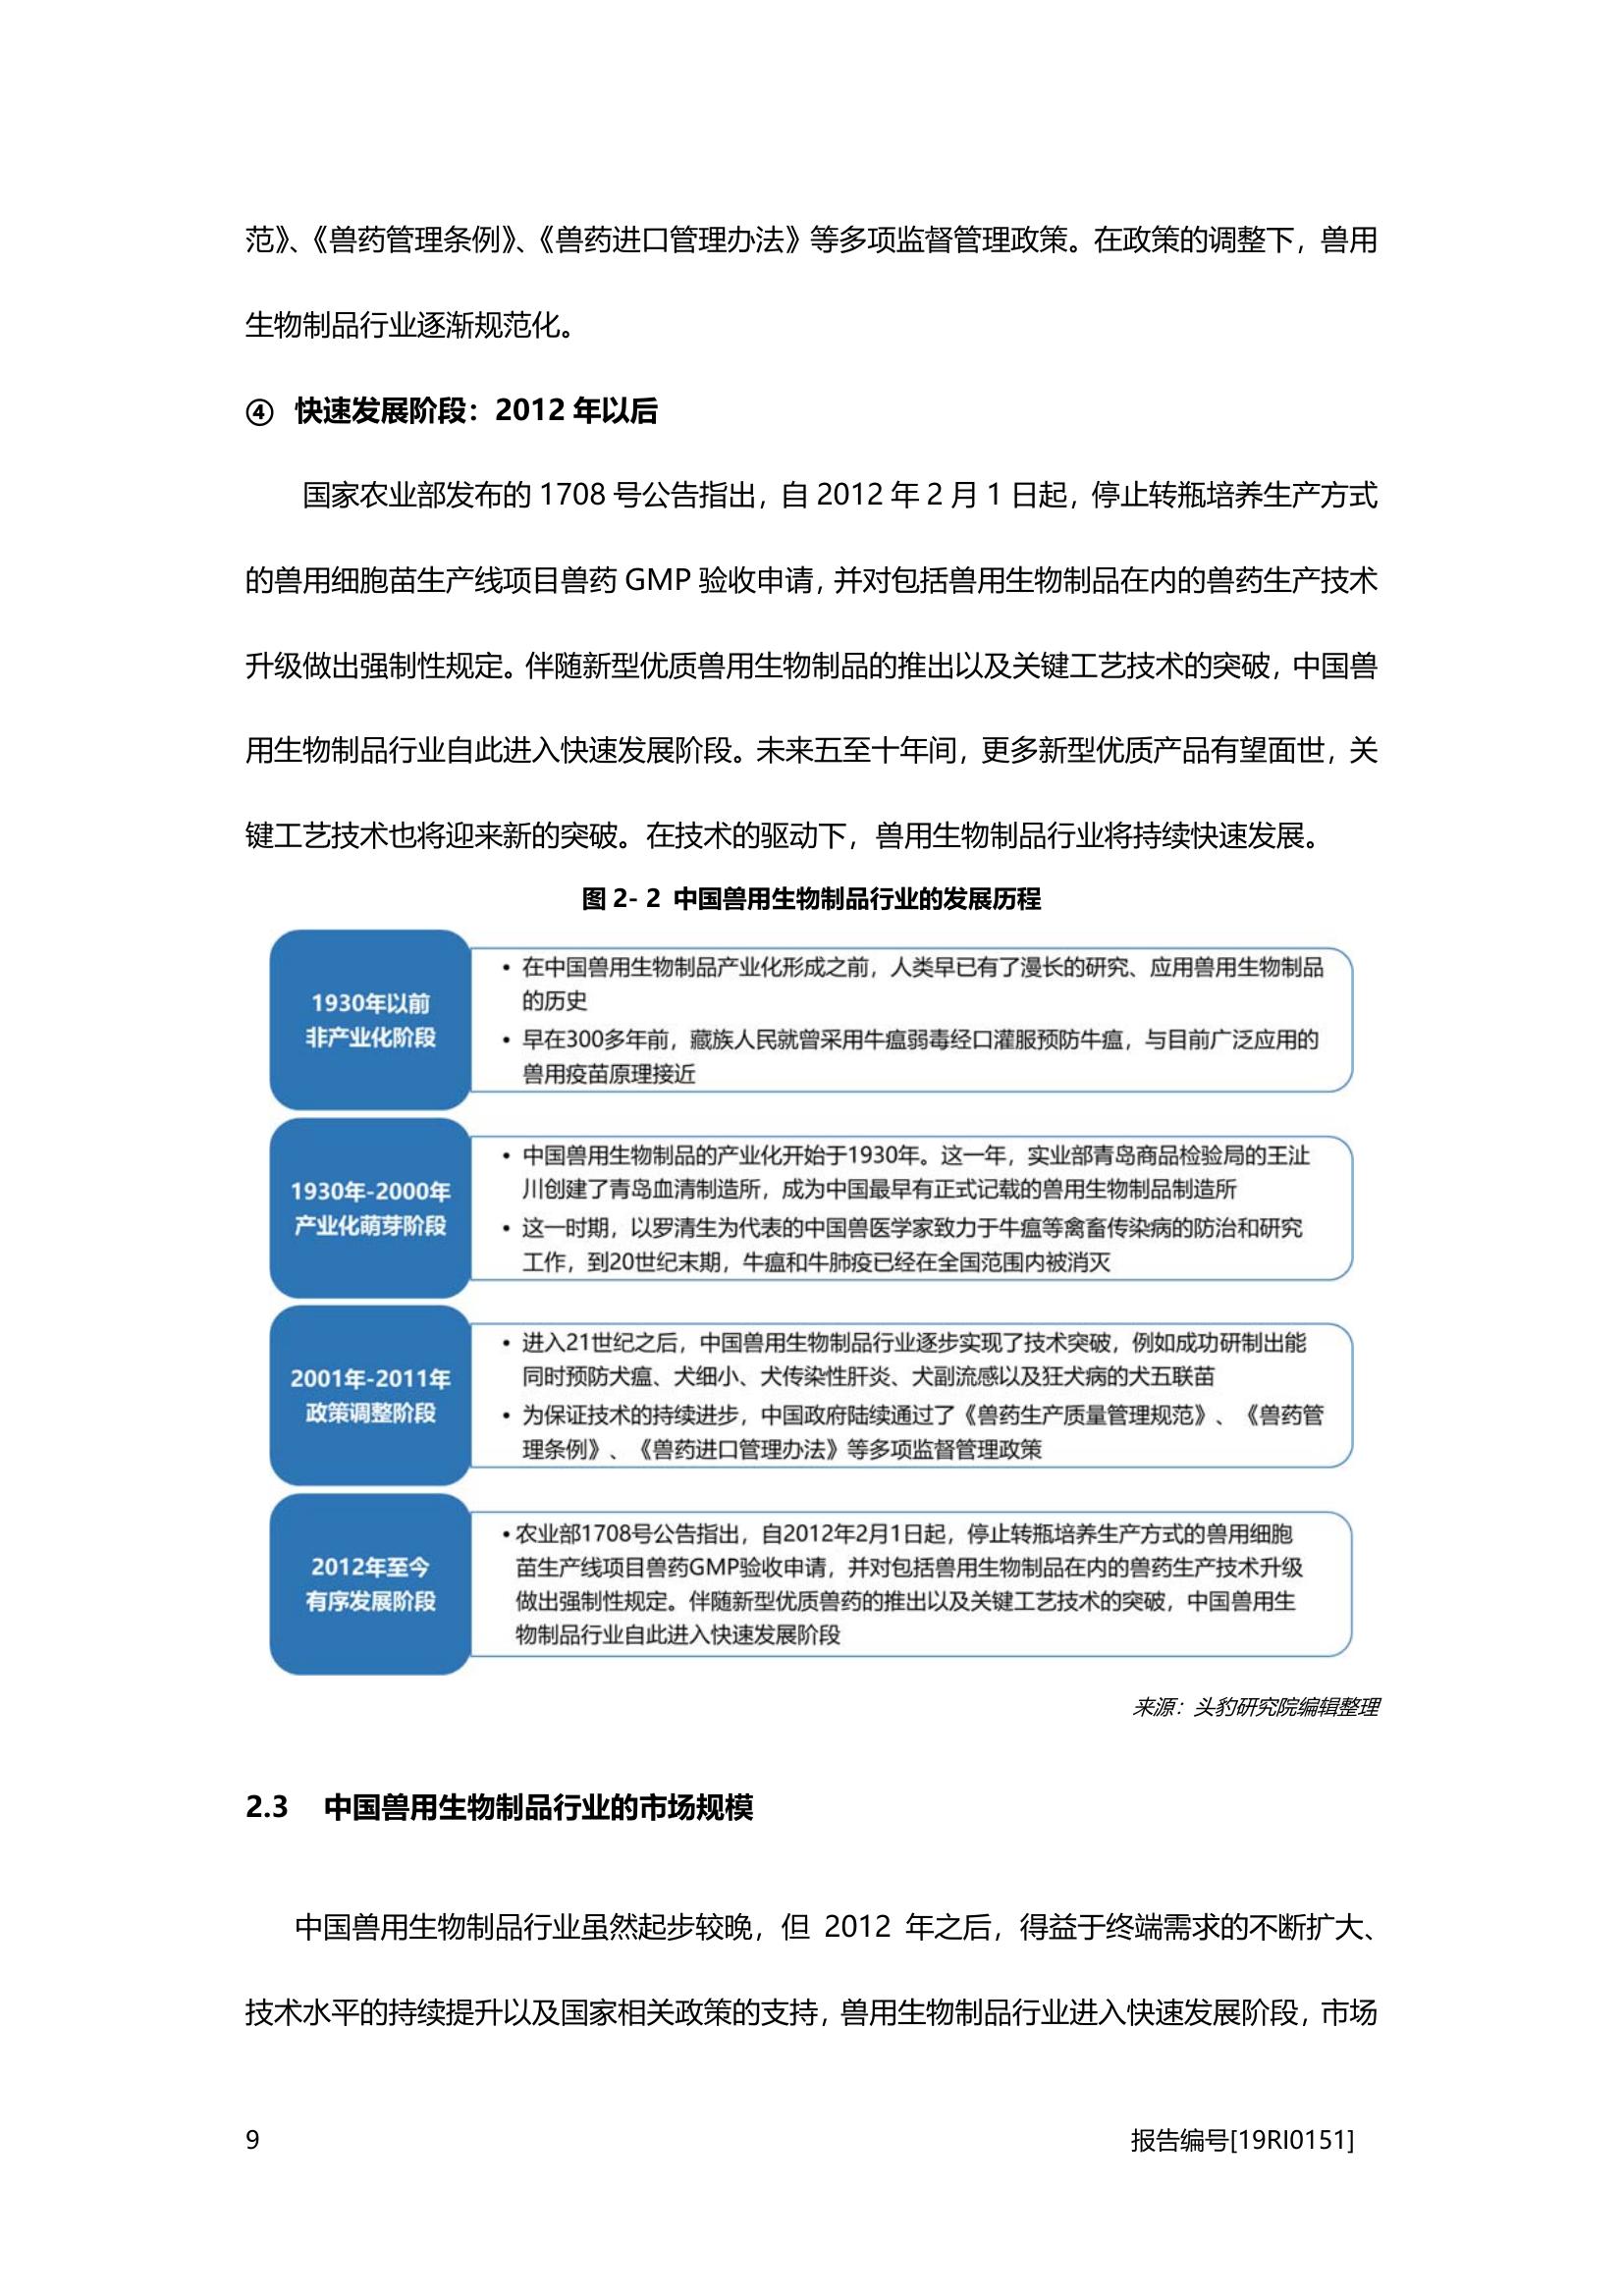 范》、《兽药管理条例》、《兽药进口管理办法》等多项监督管理政策。在政策的调整下，兽用
生物制品行业逐渐规范化。
④ 快速发展阶段：2012 年以后
国家农业部发布的 1708 号公告指出，自 2012 年 2 月 1 日起，停止转瓶培养生产方式
的兽用细胞苗生产线项目兽药 GMP 验收申请，并对包括兽用生物制品在内的兽药生产技术
升级做出强制性规定。伴随新型优质兽用生物制品的推出以及关键工艺技术的突破，中国兽
用生物制品行业自此进入快速发展阶段。未来五至十年间，更多新型优质产品有望面世，关
键工艺技术也将迎来新的突破。在技术的驱动下，兽用生物制品行业将持续快速发展。
图 2- 2 中国兽用生物制品行业的发展历程
1930年以前
非产业化阶段
• 在中国兽用生物制品产业化形成之前，人类早已有了漫长的研究、应用兽用生物制品
的历史
• 早在300多年前，藏族人民就曾采用牛瘟弱毒经口灌服预防牛瘟，与目前广泛应用的
兽用疫苗原理接近
1930年-2000年
产业化萌芽阶段
• 中国兽用生物制品的产业化开始于1930年。这一年，实业部青岛商品检验局的王沚
川创建了青岛血清制造所，成为中国最早有正式记载的兽用生物制品制造所
• 这一时期，以罗清生为代表的中国兽医学家致力于牛瘟等禽畜传染病的防治和研究
工作，到20世纪末期，牛瘟和牛肺疫已经在全国范围内被消灭
2001年-2011年
政策调整阶段
• 进入21世纪之后，中国兽用生物制品行业逐步实现了技术突破，例如成功研制出能
同时预防犬瘟、犬细小、犬传染性肝炎、犬副流感以及狂犬病的犬五联苗
• 为保证技术的持续进步，中国政府陆续通过了《兽药生产质量管理规范》、《兽药管
理条例》、《兽药进口管理办法》等多项监督管理政策
2012年至今
有序发展阶段
• 农业部1708号公告指出，自2012年2月1日起，停止转瓶培养生产方式的兽用细胞
苗生产线项目兽药GMP验收申请，并对包括兽用生物制品在内的兽药生产技术升级
做出强制性规定。伴随新型优质兽药的推出以及关键工艺技术的突破，中国兽用生
物制品行业自此进入快速发展阶段
来源：头豹研究院编辑整理
2.3 中国兽用生物制品行业的市场规模
中国兽用生物制品行业虽然起步较晚，但 2012 年之后，得益于终端需求的不断扩大、
技术水平的持续提升以及国家相关政策的支持，兽用生物制品行业进入快速发展阶段，市场
9
报告编号[19RI0151]